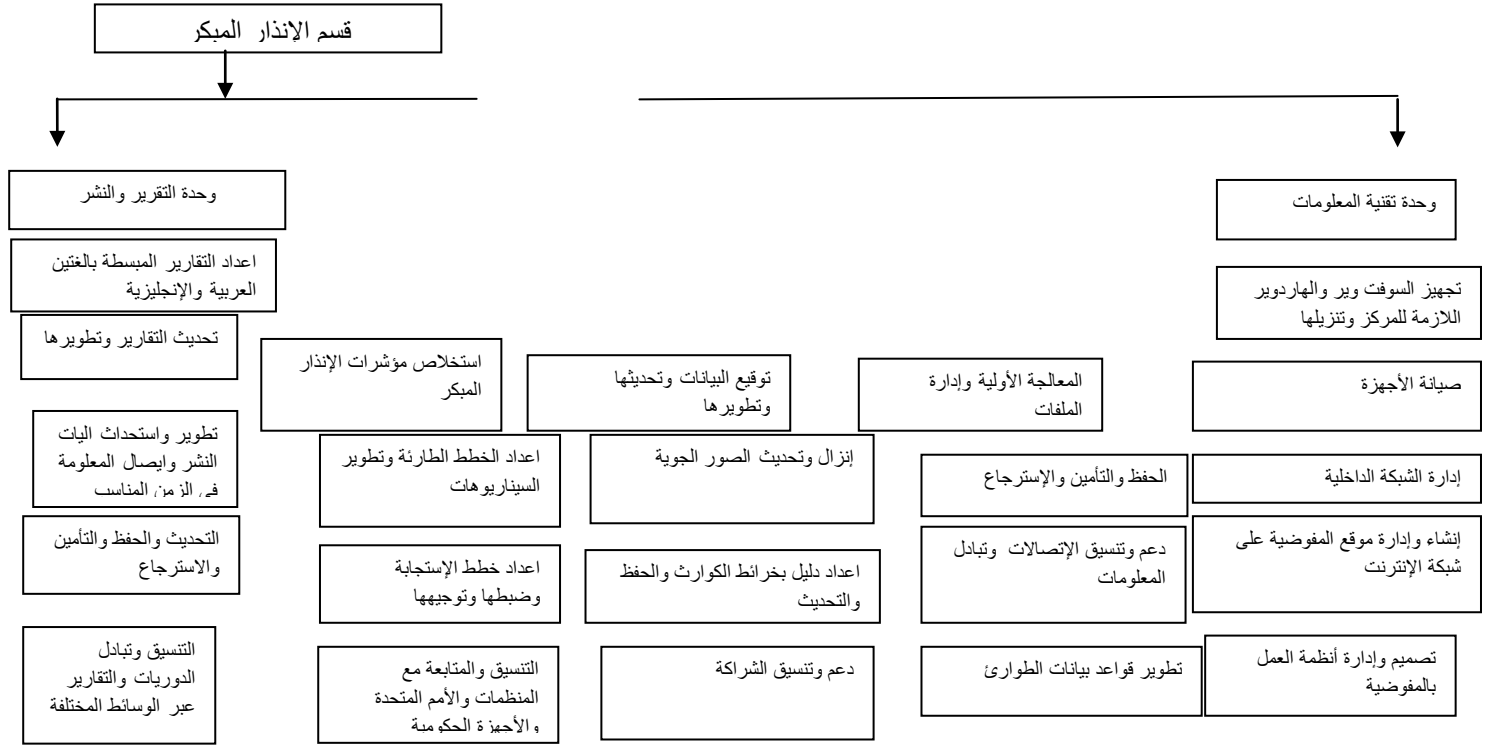 قسم الإنذار المبكر
وحدة تقنية المعلومات
تجهيز السوفت وير والهاردوير
اللازمة للمركز وتنزيلها
صيانة الأجهزة
إدارة الشبكة الداخلية
إنشاء وإدارة موقع المفوضية على
شبكة الإنترنت
تصميم وإدارة أنظمة العمل
بالمفوضية
المعالجة الأولية وإدارة
الملفات
الحفظ والتأمين والإسترجاع
دعم وتنسيق الإتصالات وتبادل
المعلومات
تطوير قواعد بيانات الطوارئ
توقيع البيانات وتحديثها
وتطويرها
إنزال وتحديث الصور الجوية
اعداد دليل بخرائط الكوارث والحفظ
والتحديث
دعم وتنسيق الشراكة
استخلاص مؤشرات الإنذار
المبكر
اعداد الخطط الطارئة وتطوير
السيناريوهات
اعداد خطط الإستجابة
وضبطها وتوجيهها
التنسيق والمتابعة مع
المنظمات والأمم المتحدة
والأجهزة الحكومية
وحدة التقرير والنشر
اعداد التقارير المبسطة بالغتين
العربية والإنجليزية
تحديث التقارير وتطويرها
تطوير واستحداث اليات
النشر وايصال المعلومة
في الزمن المناسب
التحديث والحفظ والتأمين
والاسترجاع
التنسيق وتبادل
الدوريات والتقارير
عبر الوسائط المختلفة